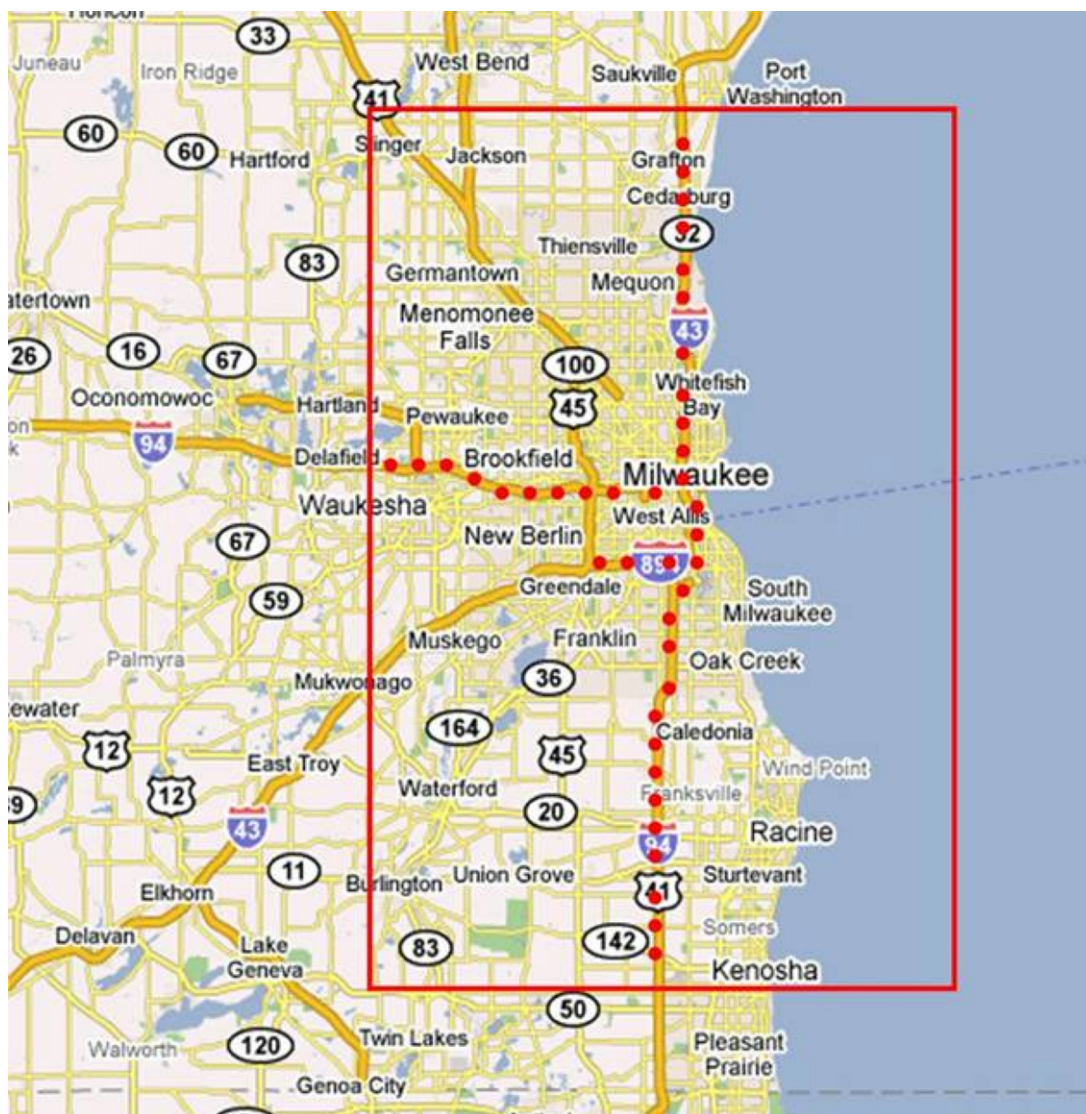 33
West Bend
Juneau
Iron Ridge
Saukville
Port
Washington
41
60
60
Hartford
Slinger
Jackson
Grafton
Cedarburg
32
Thiensville
83
Germantown
Mequon
Menomonee
Falls
43
26
16
67
100
Whitefish
Bay
Oconomowoc
Hartland
Pewaukee
45
94
Delafield
Brookfield
Milwaukee
Waukesha
West Allis
New Berlin
67
59
Greendale
South
Milwaukee
Muskego
Franklin
Oak Creek
Palmyra
Mukwonago
36
12
164
45
Caledonia
East Troy
Wind Point
12
Waterford
20
Franksville
43
94
Racine
11
Burlington
Union Grove
Sturtevant
Elkhorn
41
Delavan
Lake
Geneva
83
142
Somers
Kenosha
50
Walworth
120
Twin Lakes
Pleasant
Prairie
Genoa City